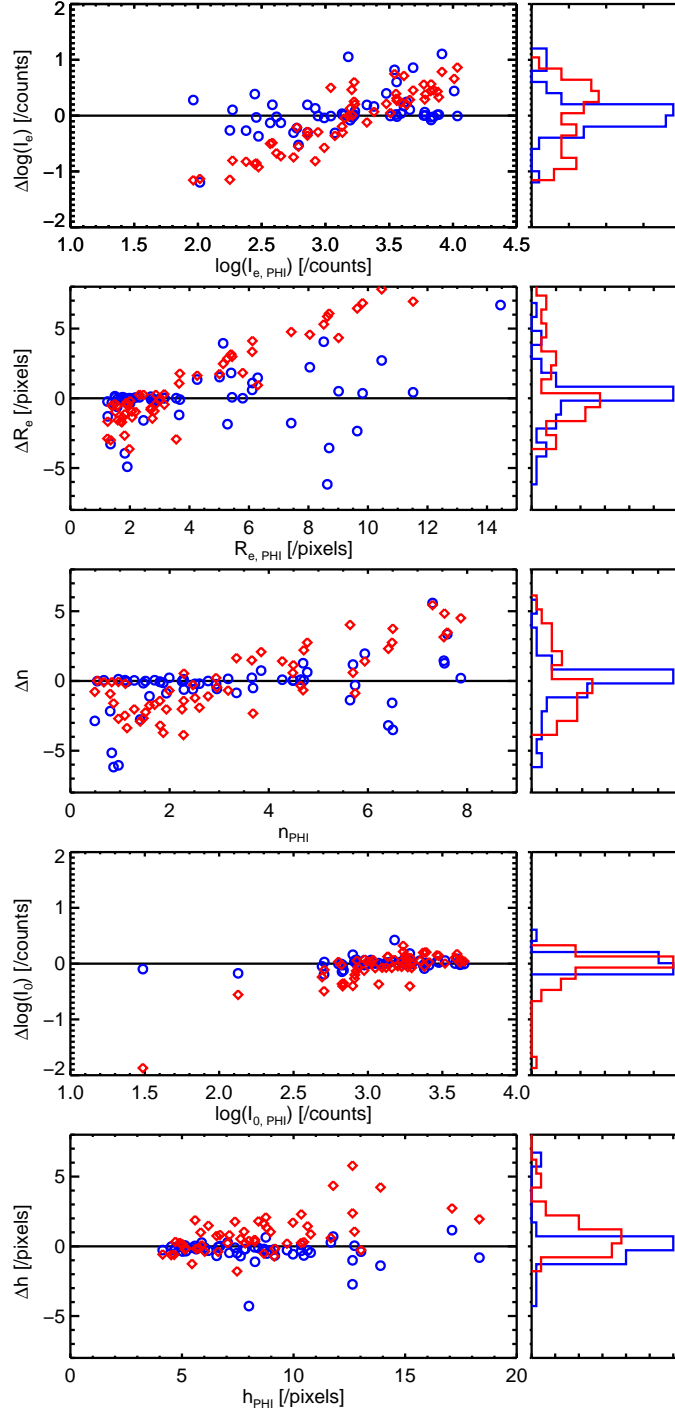 2
1
0
−1
−2
Δlog(I_e) [/counts]
1.0 1.5 2.0 2.5 3.0 3.5 4.0 4.5
log(I_e, PHI) [/counts]
5
0
−5
ΔR_e [/pixels]
0 2 4 6 8 10 12 14
R_e, PHI [/pixels]
5
0
−5
Δn
0 2 4 6 8
n_PHI
2
1
0
−1
−2
Δlog(I_0) [/counts]
1.0 1.5 2.0 2.5 3.0 3.5 4.0
log(I_0, PHI) [/counts]
5
0
−5
Δh [/pixels]
5 10 15 20
h_PHI [/pixels]